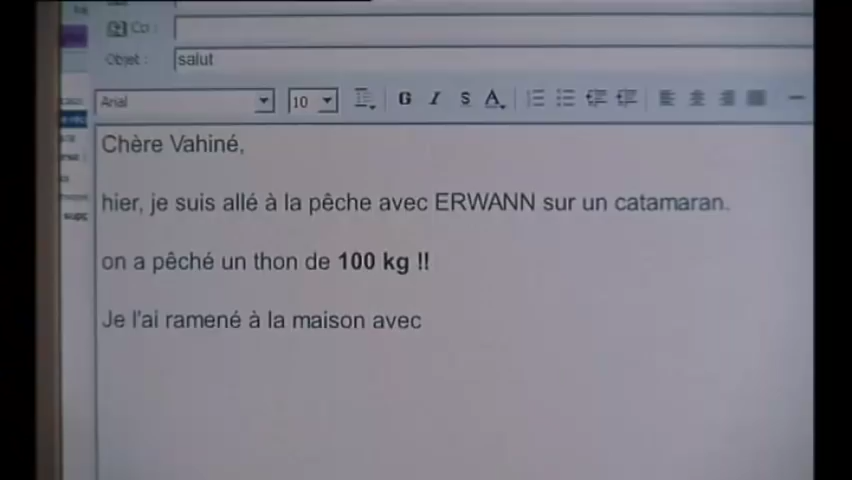 Cci :
Objet : salut
Arial 10 G I S A
Chère Vahiné,
hier, je suis allé à la pêche avec ERWANN sur un catamaran.
on a pêché un thon de 100 kg !!
Je l'ai ramené à la maison avec